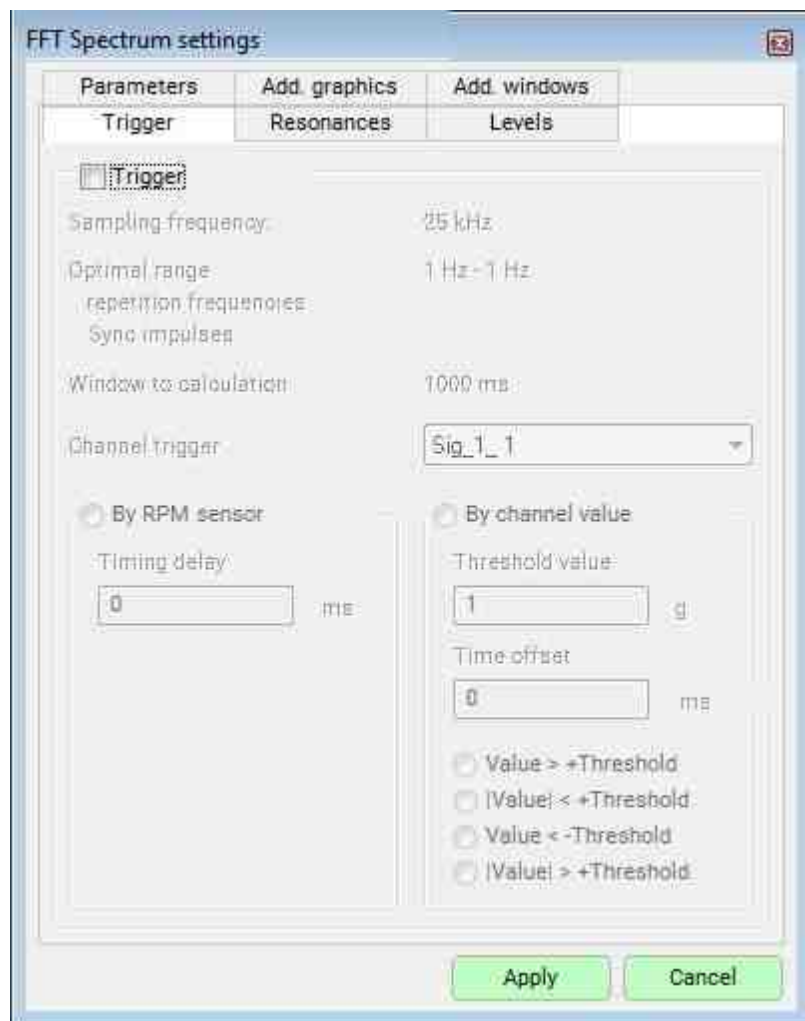 FFT Spectrum settings
Parameters Add. graphics Add. windows
Trigger Resonances Levels
Trigger
Sampling frequency: 25 kHz
Optimal range 1 Hz - 1 Hz
repetition frequencies
Sync impulses
Window to calculation 1000 ms
Channel trigger Sig_1_ 1
By RPM sensor By channel value
Timing delay Threshold value
0 ms 1 g
Time offset
0 ms
Value > +Threshold
|Value| < +Threshold
Value < -Threshold
|Value| > +Threshold
Apply Cancel